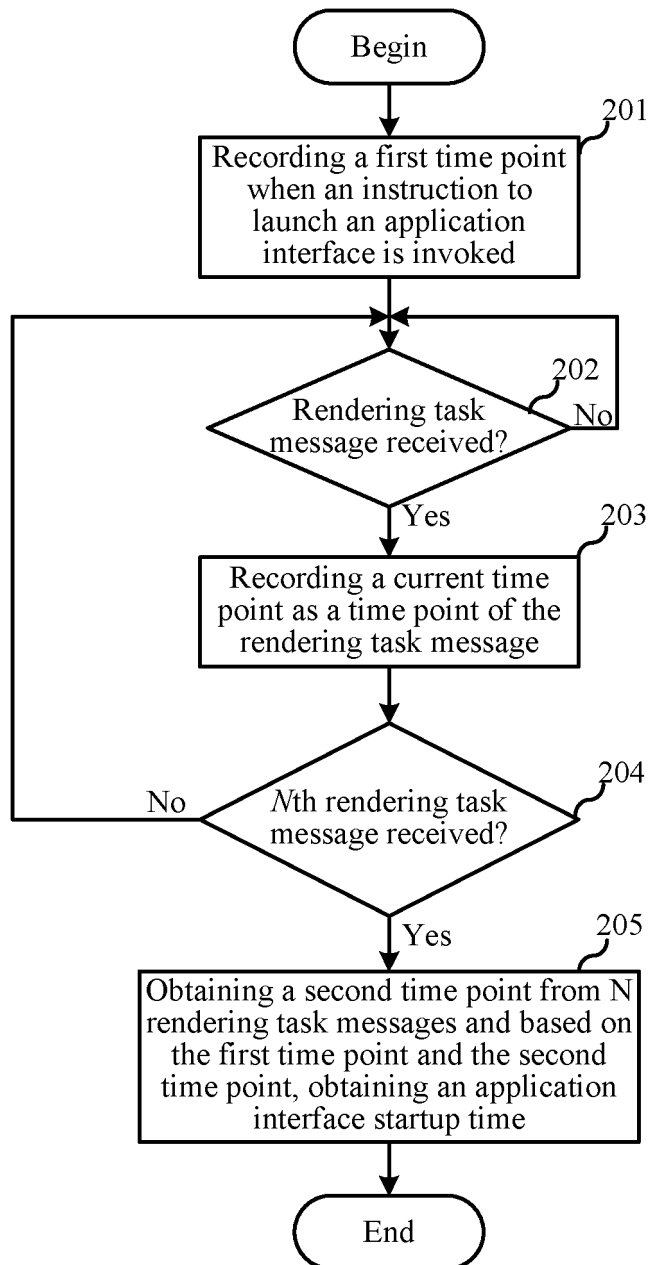 Begin
201
Recording a first time point
when an instruction to
launch an application
interface is invoked
202
Rendering task
message received?
No
Yes
203
Recording a current time
point as a time point of the
rendering task message
204
No
Nth rendering task
message received?
Yes
205
Obtaining a second time point from N
rendering task messages and based on
the first time point and the second
time point, obtaining an application
interface startup time
End